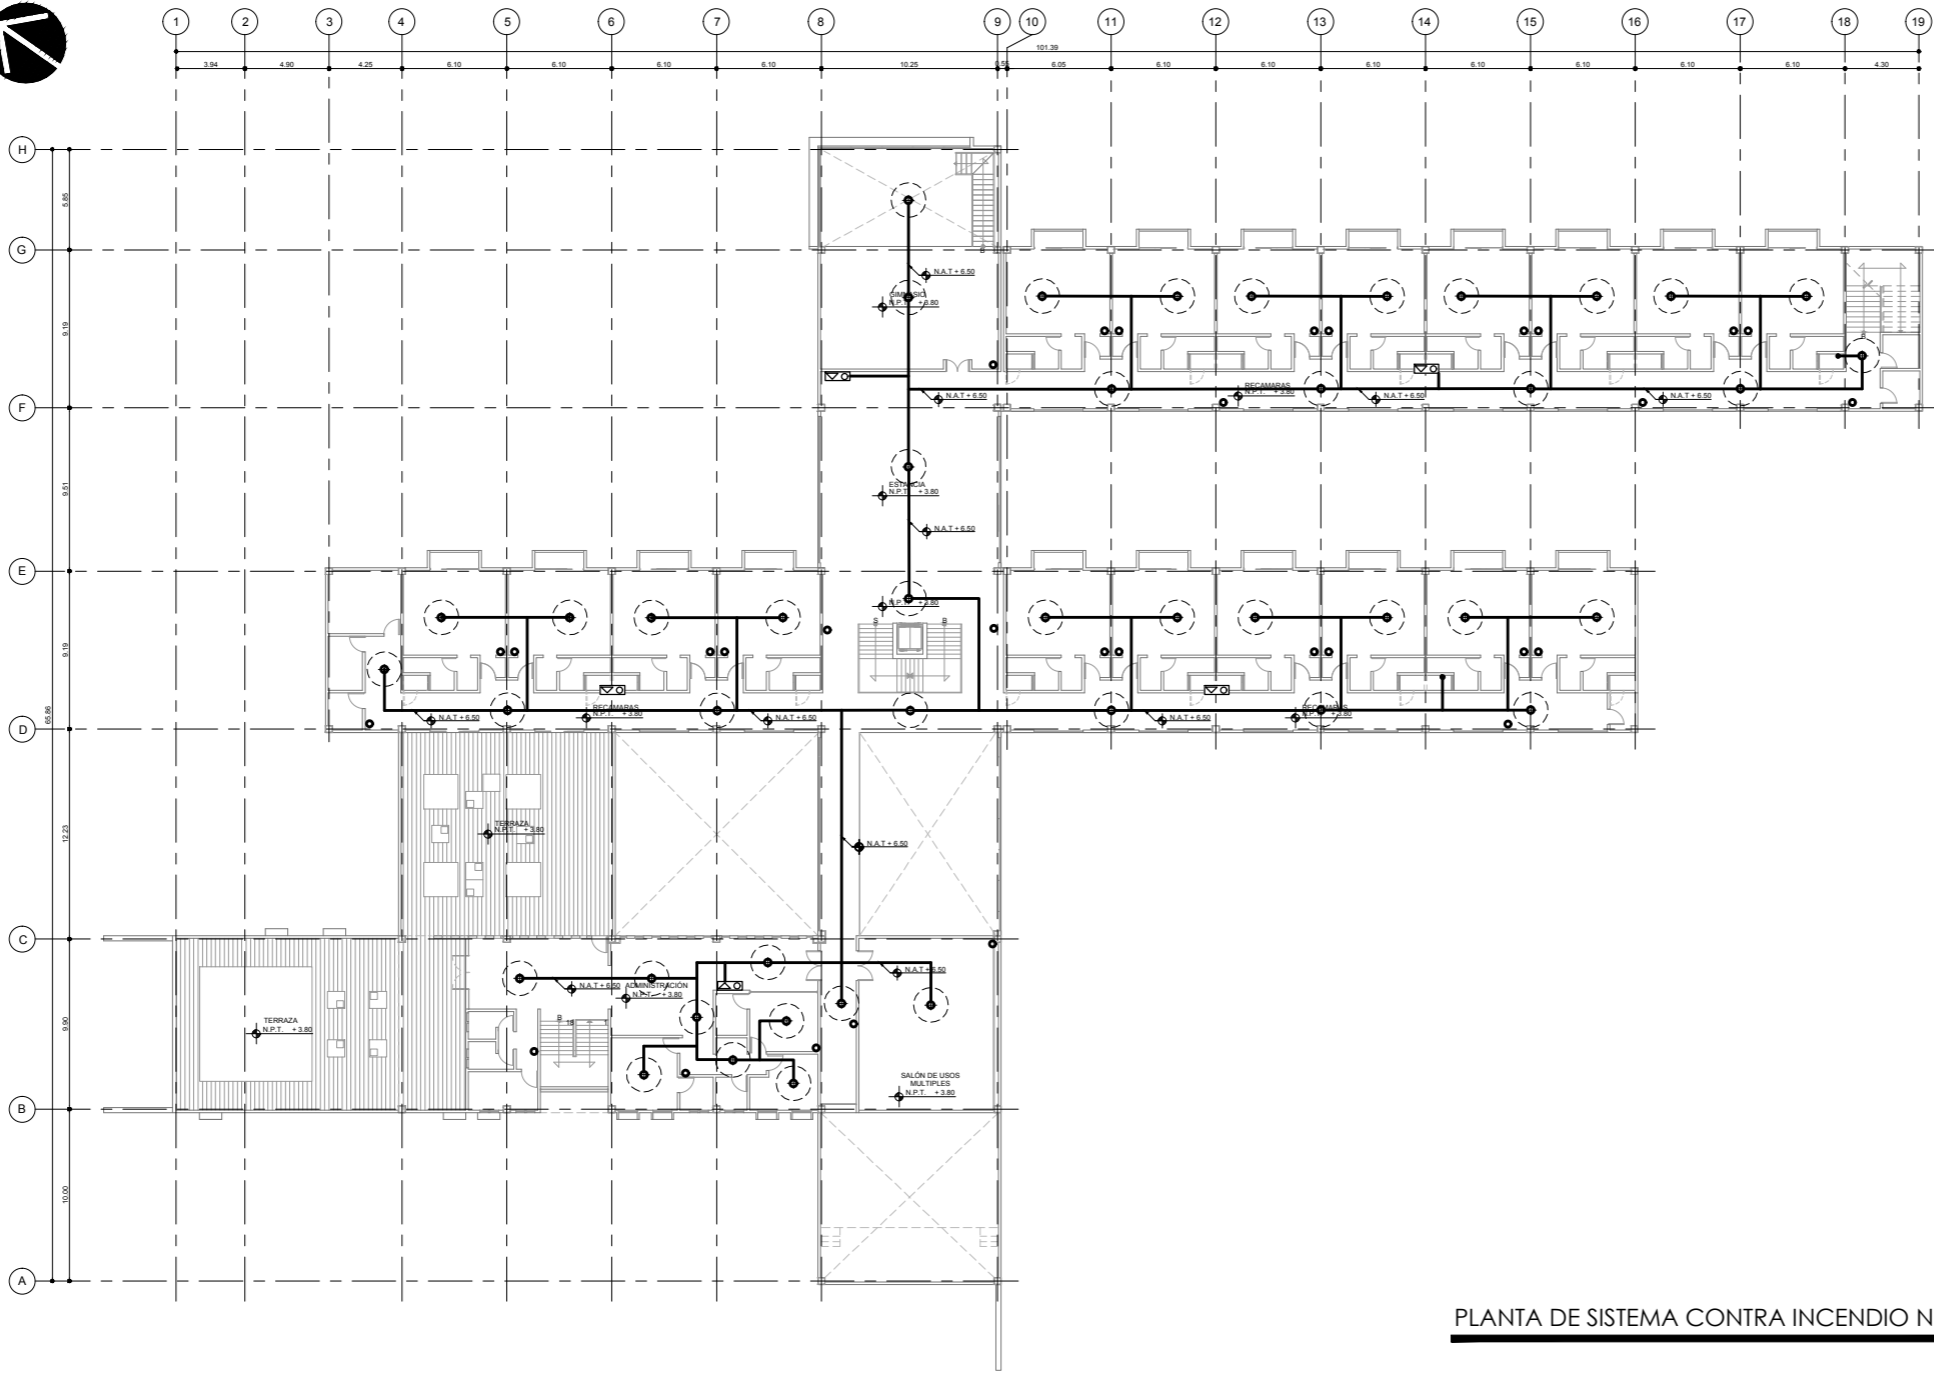 1 2 3 4 5 6 7 8 9 10 11 12 13 14 15 16 17 18 19
101.39
3.94 4.90 4.25 6.10 6.10 6.10 6.10 10.25 6.05 6.10 6.10 6.10 6.10 6.10 6.10 6.10 4.30
H
5.85
G
N.A.T + 6.50
GIMNASIO
N.P.T. + 3.80
9.19
B
B
RECAMARAS
N.P.T. + 3.80
N.A.T + 6.50
N.A.T + 6.50
N.A.T + 6.50
F
9.51
ESTANCIA
N.P.T. + 3.80
N.A.T + 6.50
E
N.P.T. + 3.80
S B
9.19
65.86
RECAMARAS
N.P.T. + 3.80
RECAMARAS
N.P.T. + 3.80
N.A.T + 6.50
N.A.T + 6.50
N.A.T + 6.50
D
12.23
TERRAZA
N.P.T. + 3.80
N.A.T + 6.50
C
N.A.T + 6.50
N.A.T + 6.50
ADMINISTRACIÓN
N.P.T. + 3.80
9.90
TERRAZA
N.P.T. + 3.80
B
18
SALÓN DE USOS
MULTIPLES
N.P.T. + 3.80
B
10.00
A
PLANTA DE SISTEMA CONTRA INCENDIO N